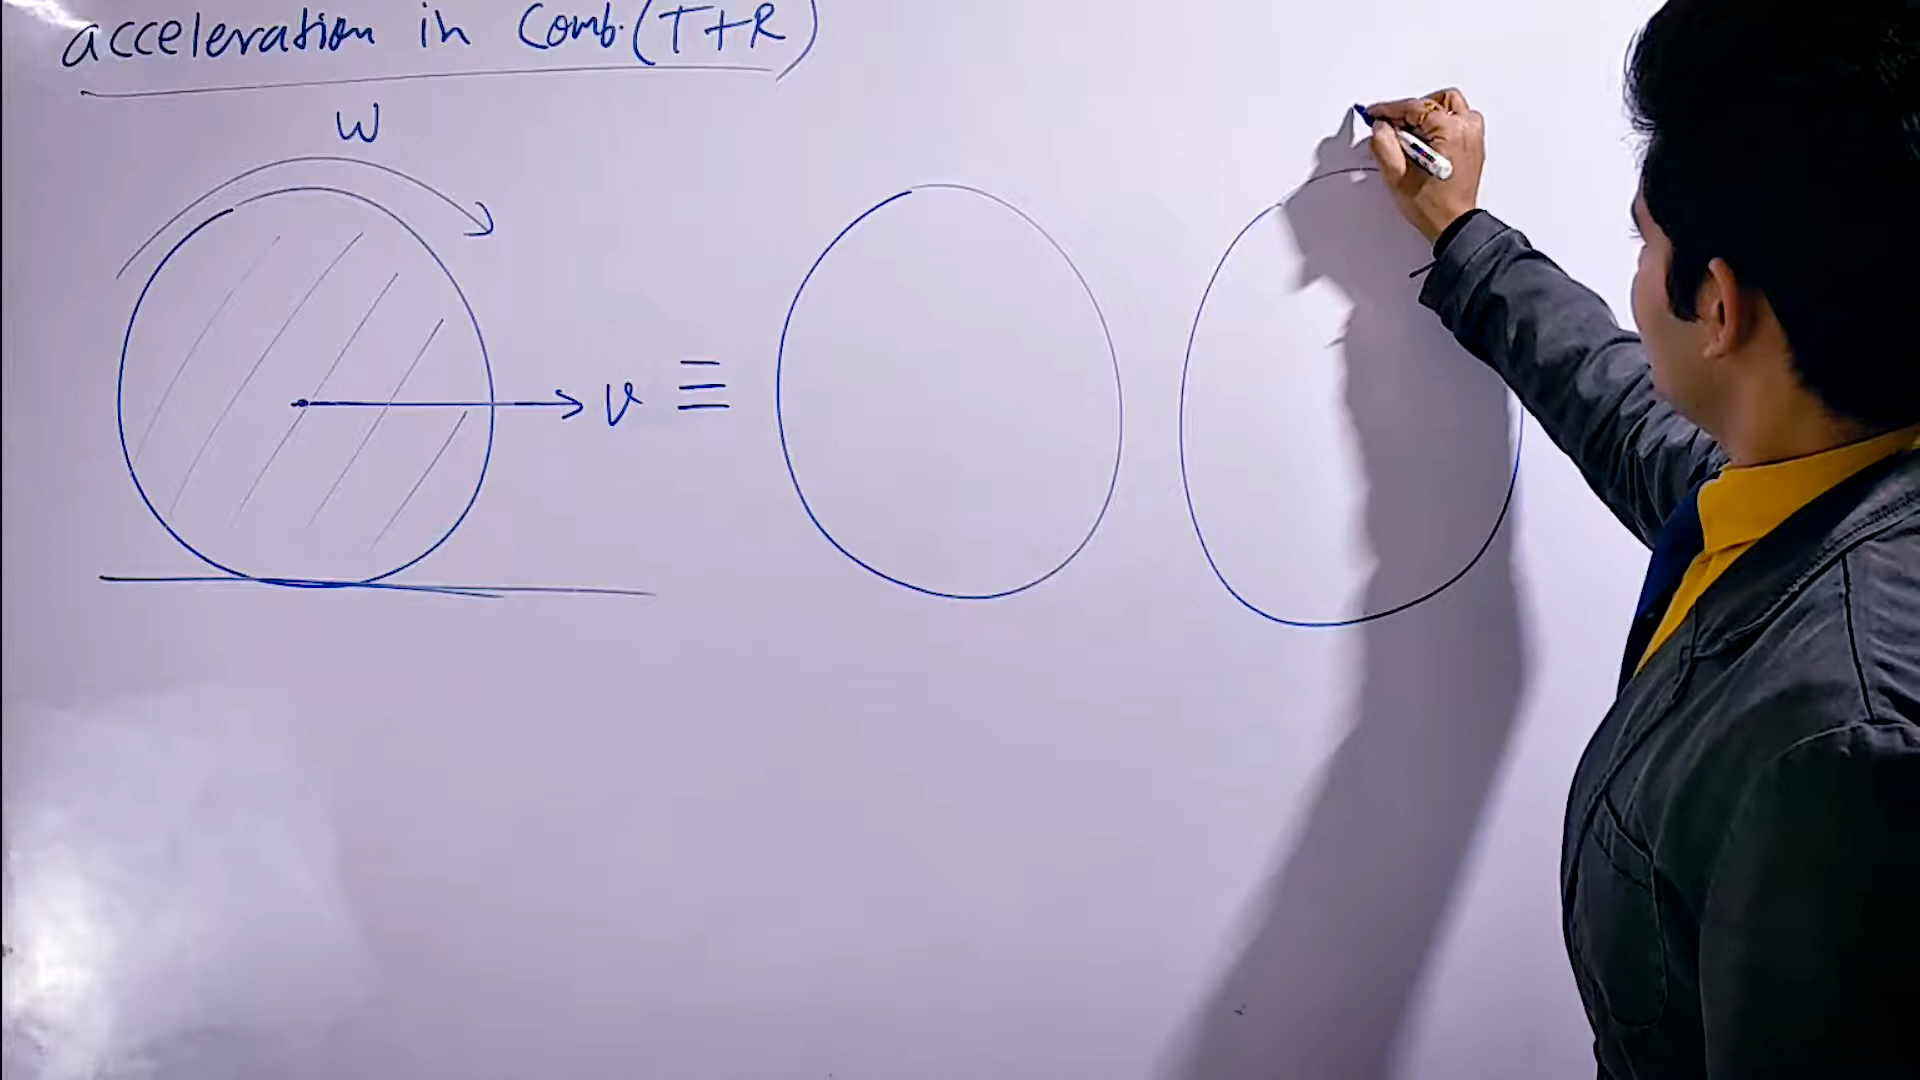 acceleration in Comb.(T+R)
ω
v ≡